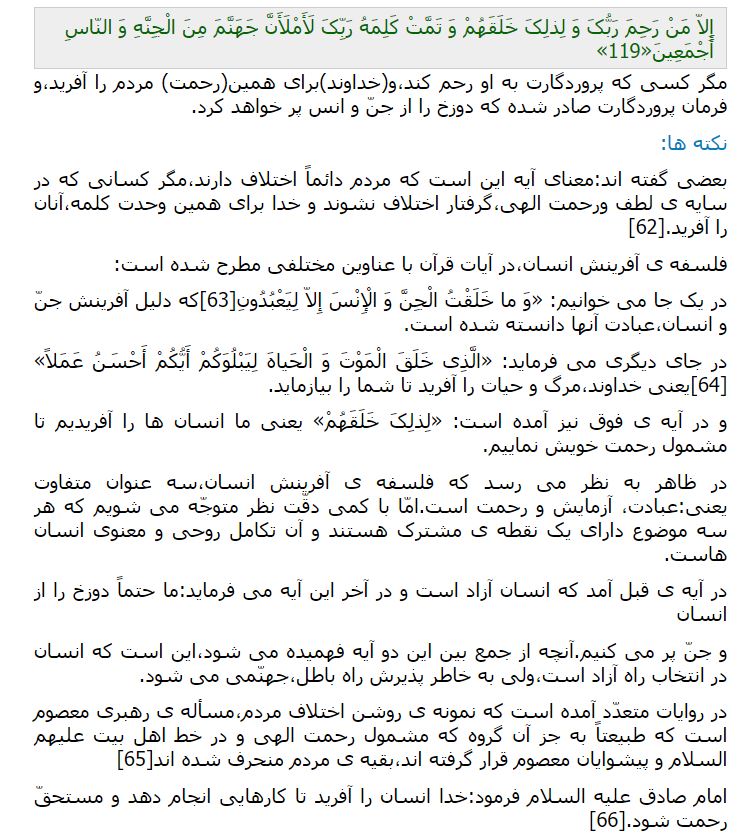 إِلاّ مَنْ رَحِمَ رَبُّکَ وَ لِذلِکَ خَلَقَهُمْ وَ تَمَّتْ کَلِمَهُ رَبِّکَ لَأَمْلَأَنَّ جَهَنَّمَ مِنَ الْجِنَّهِ وَ النّاسِ
أَجْمَعِینَ«119»
مگر کسی که پروردگارت به او رحم کند،و(خداوند)برای همین(رحمت) مردم را آفرید،و
فرمان پروردگارت صادر شده که دوزخ را از جنّ و انس پر خواهد کرد.
نکته ها:
بعضی گفته اند:معنای آیه این است که مردم دائماً اختلاف دارند،مگر کسانی که در
سایه ی لطف ورحمت الهی،گرفتار اختلاف نشوند و خدا برای همین وحدت کلمه،آنان
را آفرید.[62]
فلسفه ی آفرینش انسان،در آیات قرآن با عناوین مختلفی مطرح شده است:
در یک جا می خوانیم: «وَ ما خَلَقْتُ الْجِنَّ وَ الْإِنْسَ إِلاّ لِیَعْبُدُونِ[63]که دلیل آفرینش جنّ
و انسان،عبادت آنها دانسته شده است.
در جای دیگری می فرماید: «الَّذِی خَلَقَ الْمَوْتَ وَ الْحَیاهَ لِیَبْلُوَکُمْ أَیُّکُمْ أَحْسَنُ عَمَلاً»
[64]یعنی خداوند،مرگ و حیات را آفرید تا شما را بیازماید.
و در آیه ی فوق نیز آمده است: «لِذلِکَ خَلَقَهُمْ» یعنی ما انسان ها را آفریدیم تا
مشمول رحمت خویش نماییم.
در ظاهر به نظر می رسد که فلسفه ی آفرینش انسان،سه عنوان متفاوت
یعنی:عبادت، آزمایش و رحمت است.امّا با کمی دقّت نظر متوجّه می شویم که هر
سه موضوع دارای یک نقطه ی مشترک هستند و آن تکامل روحی و معنوی انسان
هاست.
در آیه ی قبل آمد که انسان آزاد است و در آخر این آیه می فرماید:ما حتماً دوزخ را از
انسان
و جنّ پر می کنیم.آنچه از جمع بین این دو آیه فهمیده می شود،این است که انسان
در انتخاب راه آزاد است،ولی به خاطر پذیرش راه باطل،جهنّمی می شود.
در روایات متعدّد آمده است که نمونه ی روشن اختلاف مردم،مسأله ی رهبری معصوم
است که طبیعتاً به جز آن گروه که مشمول رحمت الهی و در خط اهل بیت علیهم
السلام و پیشوایان معصوم قرار گرفته اند،بقیه ی مردم منحرف شده اند[65]
امام صادق علیه السلام فرمود:خدا انسان را آفرید تا کارهایی انجام دهد و مستحقّ
رحمت شود.[66]